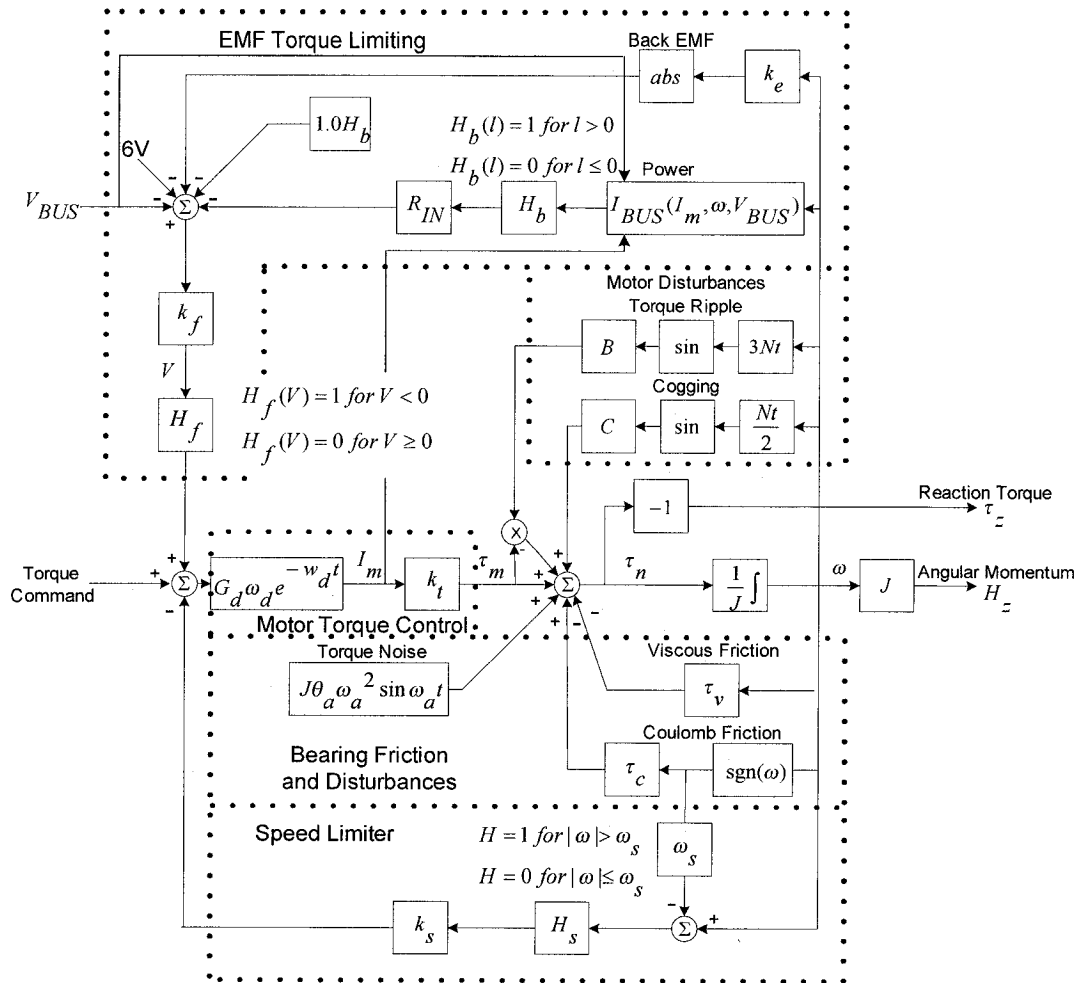 EMF Torque Limiting
Back EMF
abs
k_e
1.0H_b
H_b(l) = 1 for l > 0
H_b(l) = 0 for l ≤ 0
6V
Power
V_BUS
Σ
R_IN
H_b
I_BUS(I_m, ω, V_BUS)
Motor Disturbances
Torque Ripple
k_f
B
sin
3Nt
V
Cogging
H_f(V) = 1 for V < 0
H_f(V) = 0 for V ≥ 0
H_f
C
sin
Nt/2
−1
Reaction Torque
τ_z
X
Torque
Command
Σ
G_d ω_d e^{−w_d t}
I_m
k_t
τ_m
Σ
τ_n
1/J ∫
ω
J
Angular Momentum
H_z
Motor Torque Control
Torque Noise
Jθ_a ω_a² sin ω_a t
Viscous Friction
τ_v
Coulomb Friction
τ_c
sgn(ω)
Bearing Friction
and Disturbances
Speed Limiter
H = 1 for | ω | > ω_s
H = 0 for | ω | ≤ ω_s
ω_s
k_s
H_s
Σ